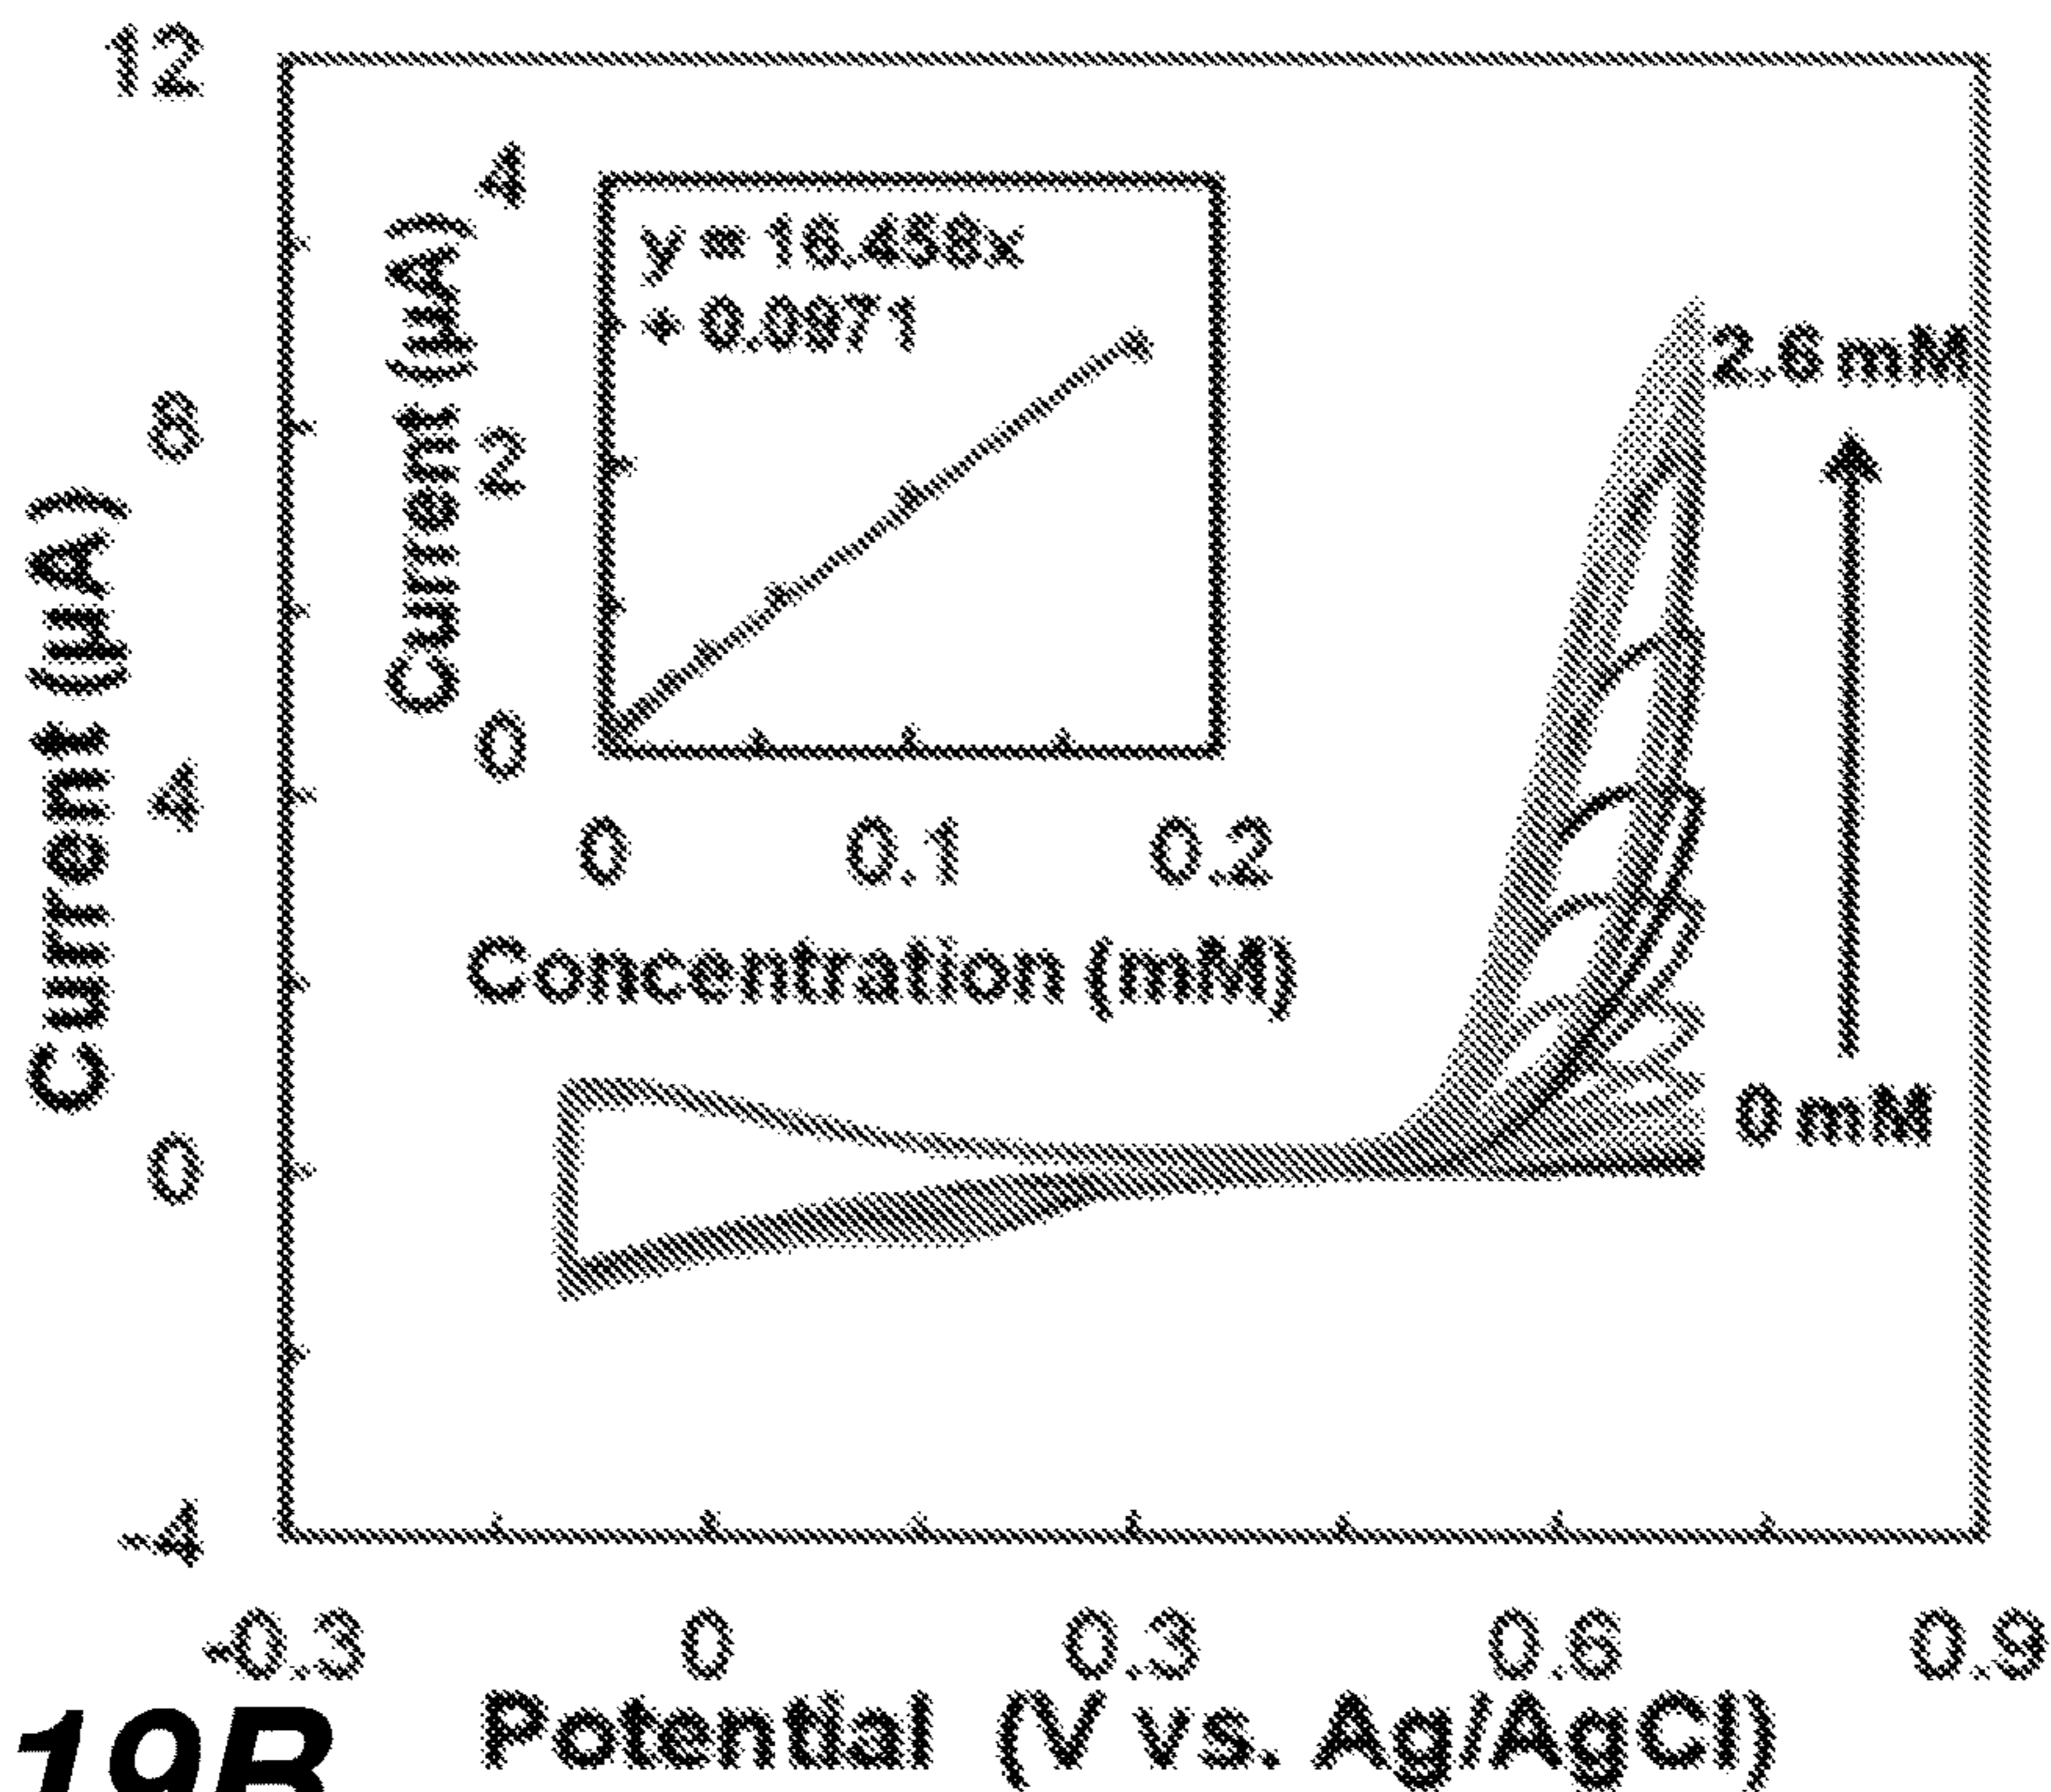 12
8
4
0
-4
Current (µA)
4
2
0
Current (µA)
y = 16.458x
+ 0.0971
0 0.1 0.2
Concentration (mM)
2.6 mM
0 mM
-0.3 0 0.3 0.6 0.9
Potential (V vs. Ag/AgCl)
19B